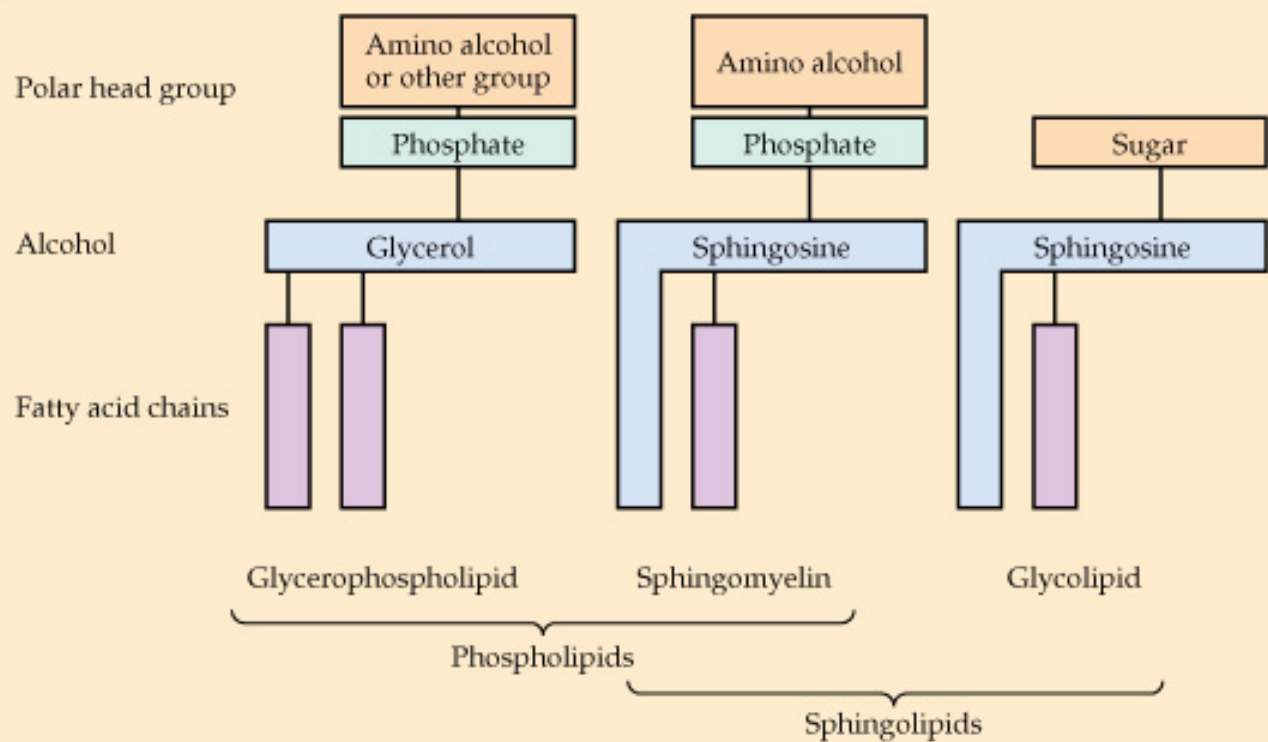 Amino alcohol
or other group
Amino alcohol
Polar head group
Phosphate
Phosphate
Sugar
Alcohol
Glycerol
Sphingosine
Sphingosine
Fatty acid chains
Glycerophospholipid
Sphingomyelin
Glycolipid
Phospholipids
Sphingolipids